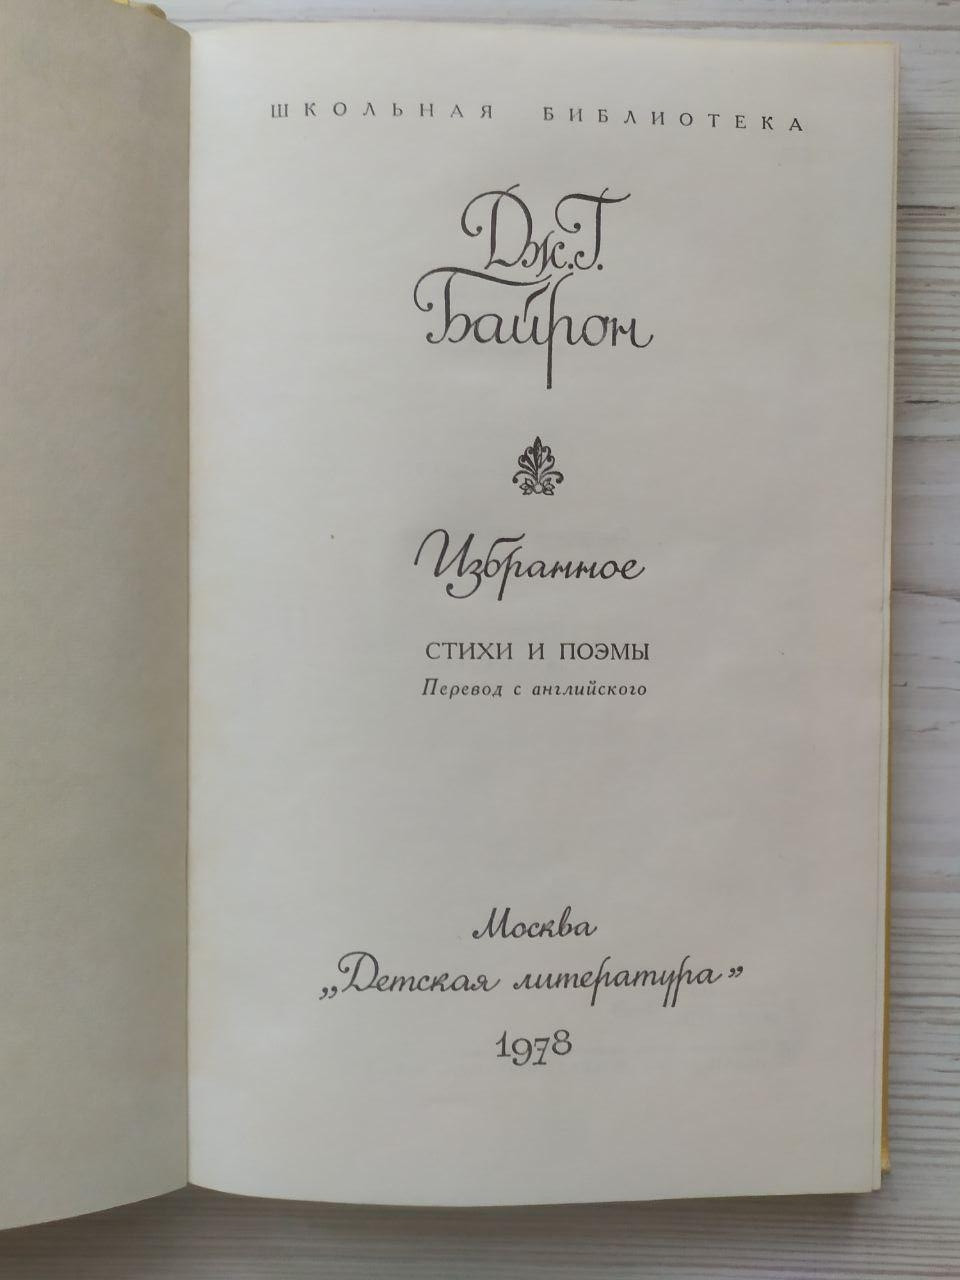 ШКОЛЬНАЯ БИБЛИОТЕКА
Дж. Г.
Байрон
Избранное
СТИХИ И ПОЭМЫ
Перевод с английского
Москва
„Детская литература”
1978